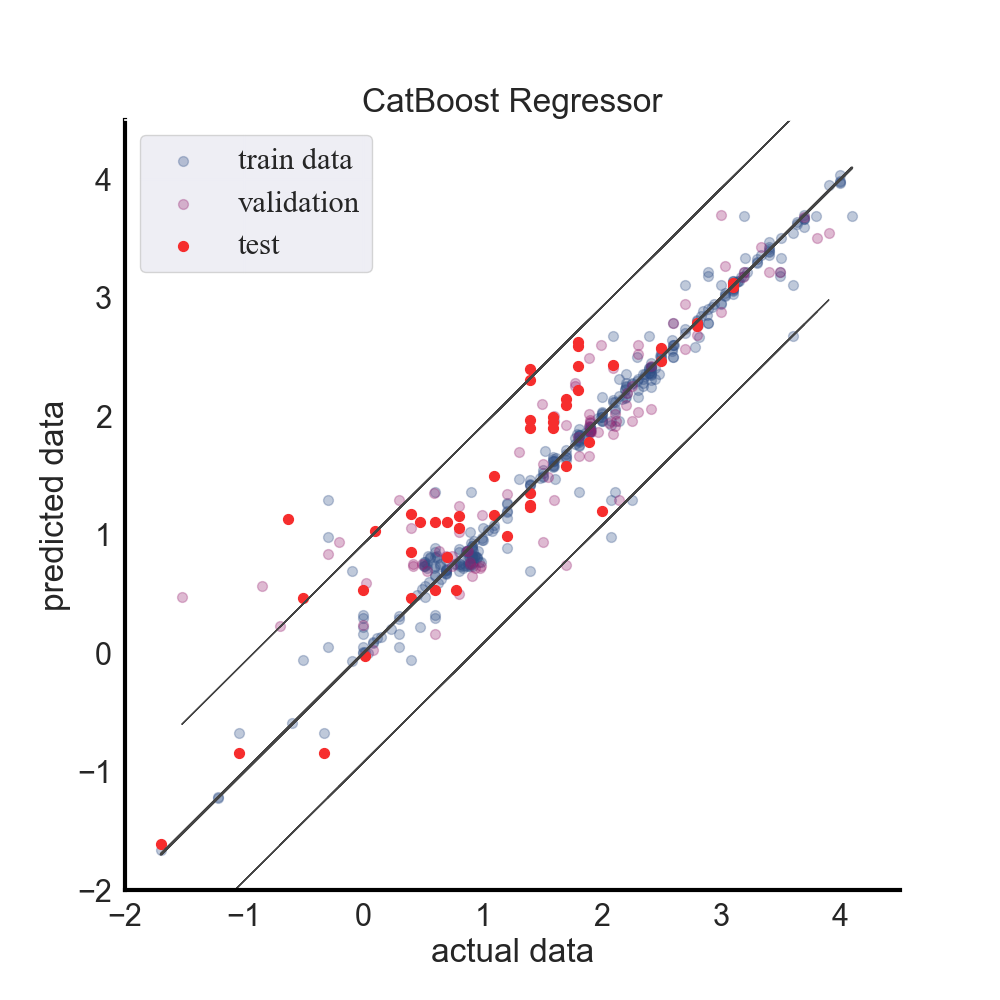 CatBoost Regressor
train data
validation
test
4
3
2
1
0
−1
−2
predicted data
−2 −1 0 1 2 3 4
actual data